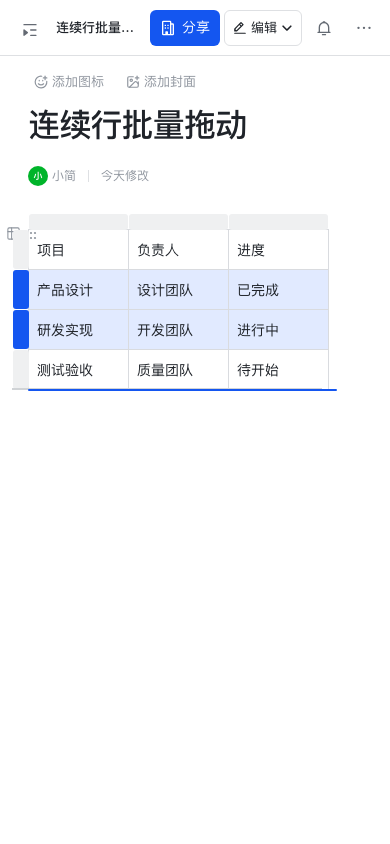 连续行批量... 分享 编辑
添加图标 添加封面
连续行批量拖动
小 小简 今天修改
项目 负责人 进度
产品设计 设计团队 已完成
研发实现 开发团队 进行中
测试验收 质量团队 待开始